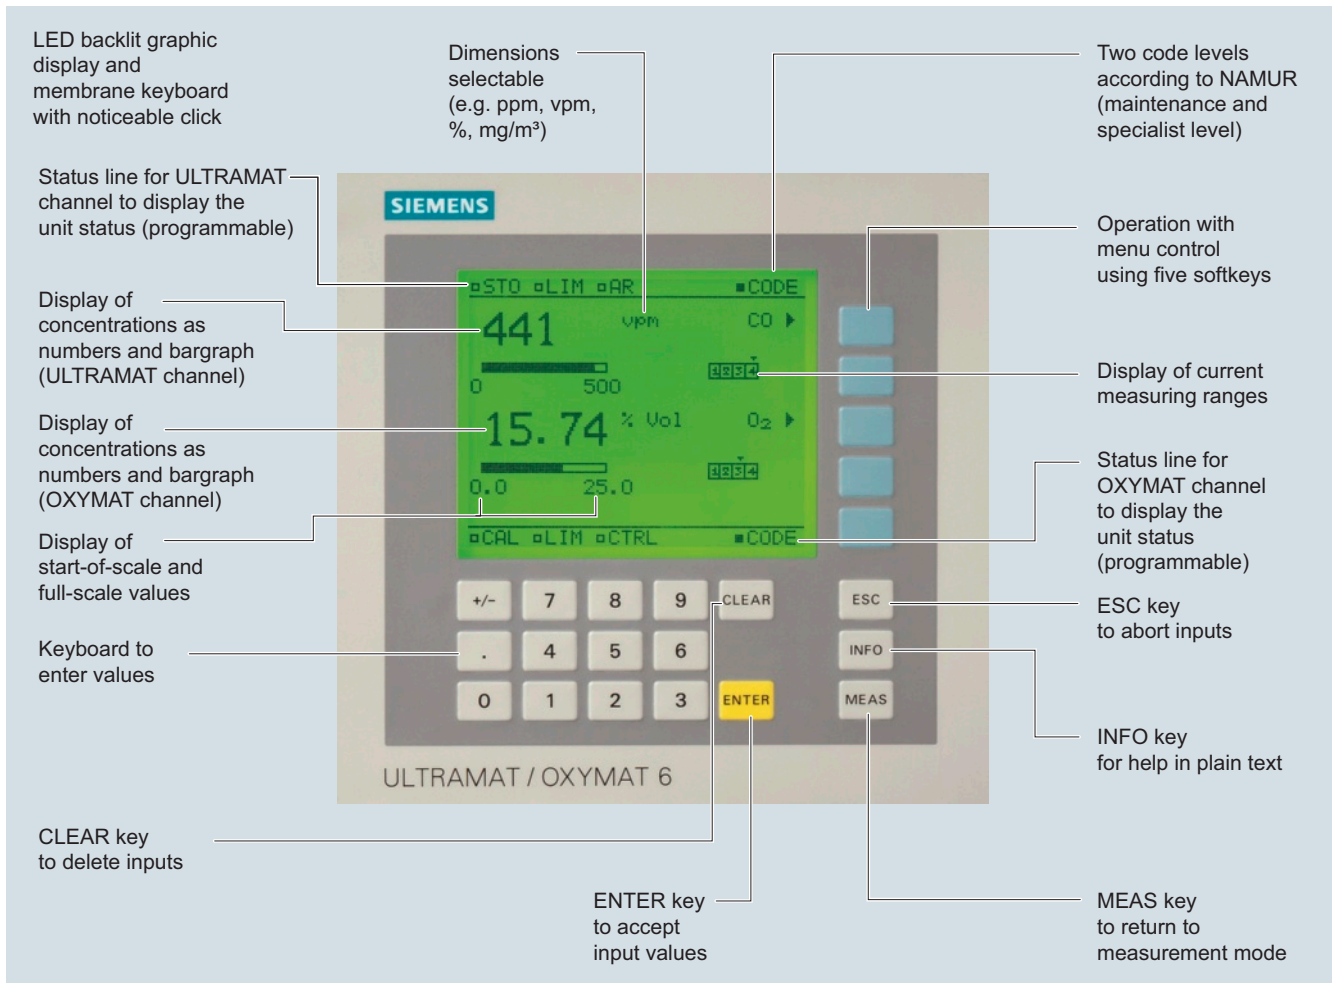 LED backlit graphic
display and
membrane keyboard
with noticeable click
Dimensions
selectable
(e.g. ppm, vpm,
%, mg/m³)
Two code levels
according to NAMUR
(maintenance and
specialist level)
Status line for ULTRAMAT
channel to display the
unit status (programmable)
Display of
concentrations as
numbers and bargraph
(ULTRAMAT channel)
Display of
concentrations as
numbers and bargraph
(OXYMAT channel)
Display of
start-of-scale and
full-scale values
Keyboard to
enter values
SIEMENS
STO LIM AR CODE
441 vpm CO
1 2 3 4
0 500
15.74 % Vol O₂
1 2 3 4
0.0 25.0
CAL LIM CTRL CODE
+/- 7 8 9 CLEAR ESC
. 4 5 6 INFO
0 1 2 3 ENTER MEAS
ULTRAMAT / OXYMAT 6
Operation with
menu control
using five softkeys
Display of current
measuring ranges
Status line for
OXYMAT channel
to display the
unit status
(programmable)
ESC key
to abort inputs
INFO key
for help in plain text
CLEAR key
to delete inputs
ENTER key
to accept
input values
MEAS key
to return to
measurement mode